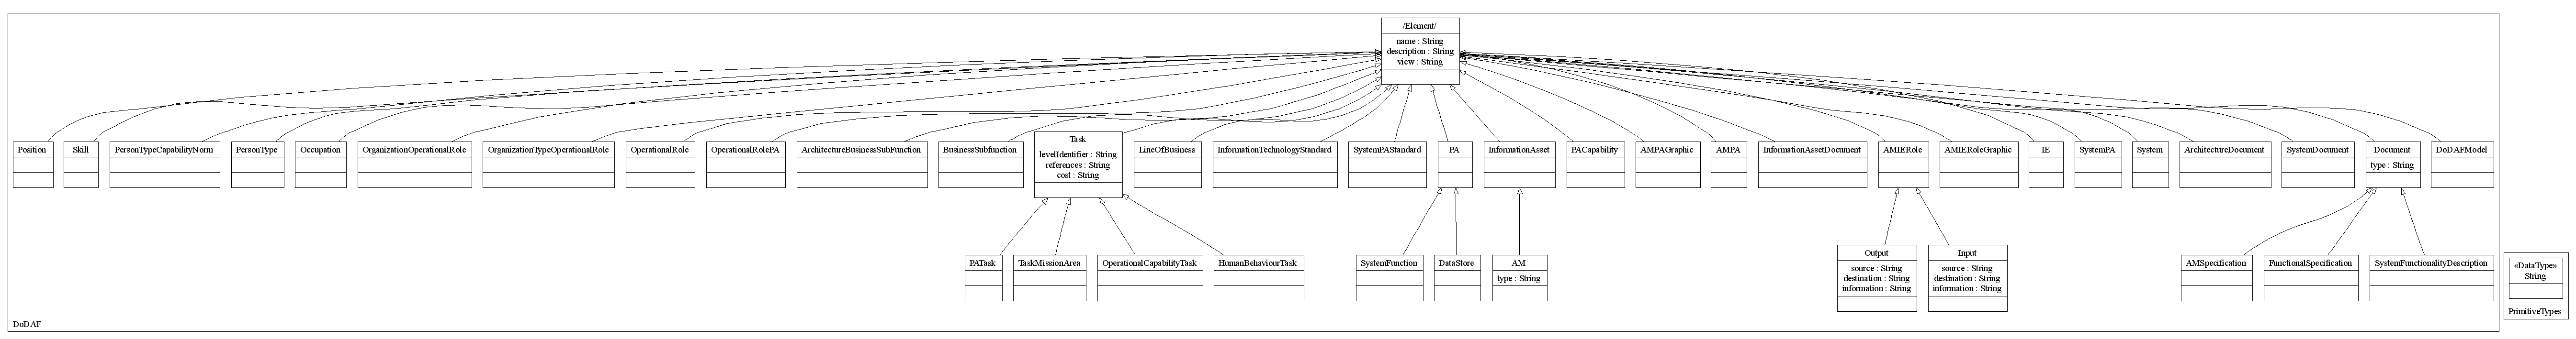 /Element/
name : String
description : String
view : String
Position
Skill
PersonTypeCapabilityNorm
PersonType
Occupation
OrganizationOperationalRole
OrganizationTypeOperationalRole
OperationalRole
OperationalRolePA
ArchitectureBusinessSubFunction
BusinessSubfunction
Task
levelIdentifier : String
references : String
cost : String
LineOfBusiness
InformationTechnologyStandard
SystemPAStandard
PA
InformationAsset
PACapability
AMPAGraphic
AMPA
InformationAssetDocument
AMIERole
AMIERoleGraphic
IE
SystemPA
System
ArchitectureDocument
SystemDocument
Document
type : String
DoDAFModel
PATask
TaskMissionArea
OperationalCapabilityTask
HumanBehaviourTask
SystemFunction
DataStore
AM
type : String
Output
source : String
destination : String
information : String
Input
source : String
destination : String
information : String
AMSpecification
FunctionalSpecification
SystemFunctionalityDescription
«DataType»
String
PrimitiveTypes
DoDAF